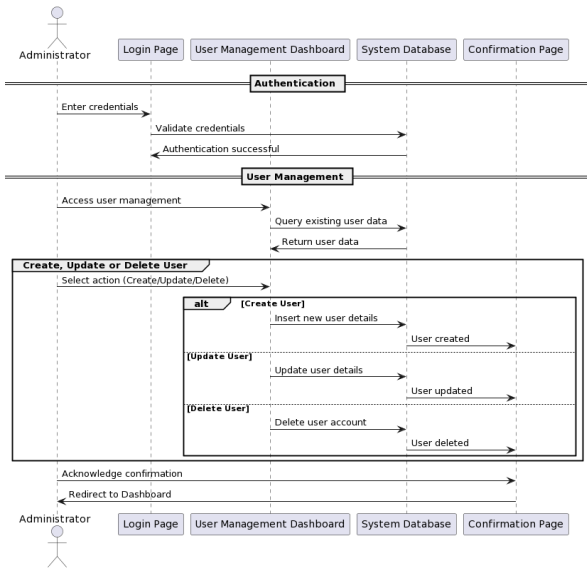 Administrator
Login Page
User Management Dashboard
System Database
Confirmation Page
Authentication
Enter credentials
Validate credentials
Authentication successful
User Management
Access user management
Query existing user data
Return user data
Create, Update or Delete User
Select action (Create/Update/Delete)
alt [Create User]
Insert new user details
User created
[Update User]
Update user details
User updated
[Delete User]
Delete user account
User deleted
Acknowledge confirmation
Redirect to Dashboard
Administrator
Login Page
User Management Dashboard
System Database
Confirmation Page